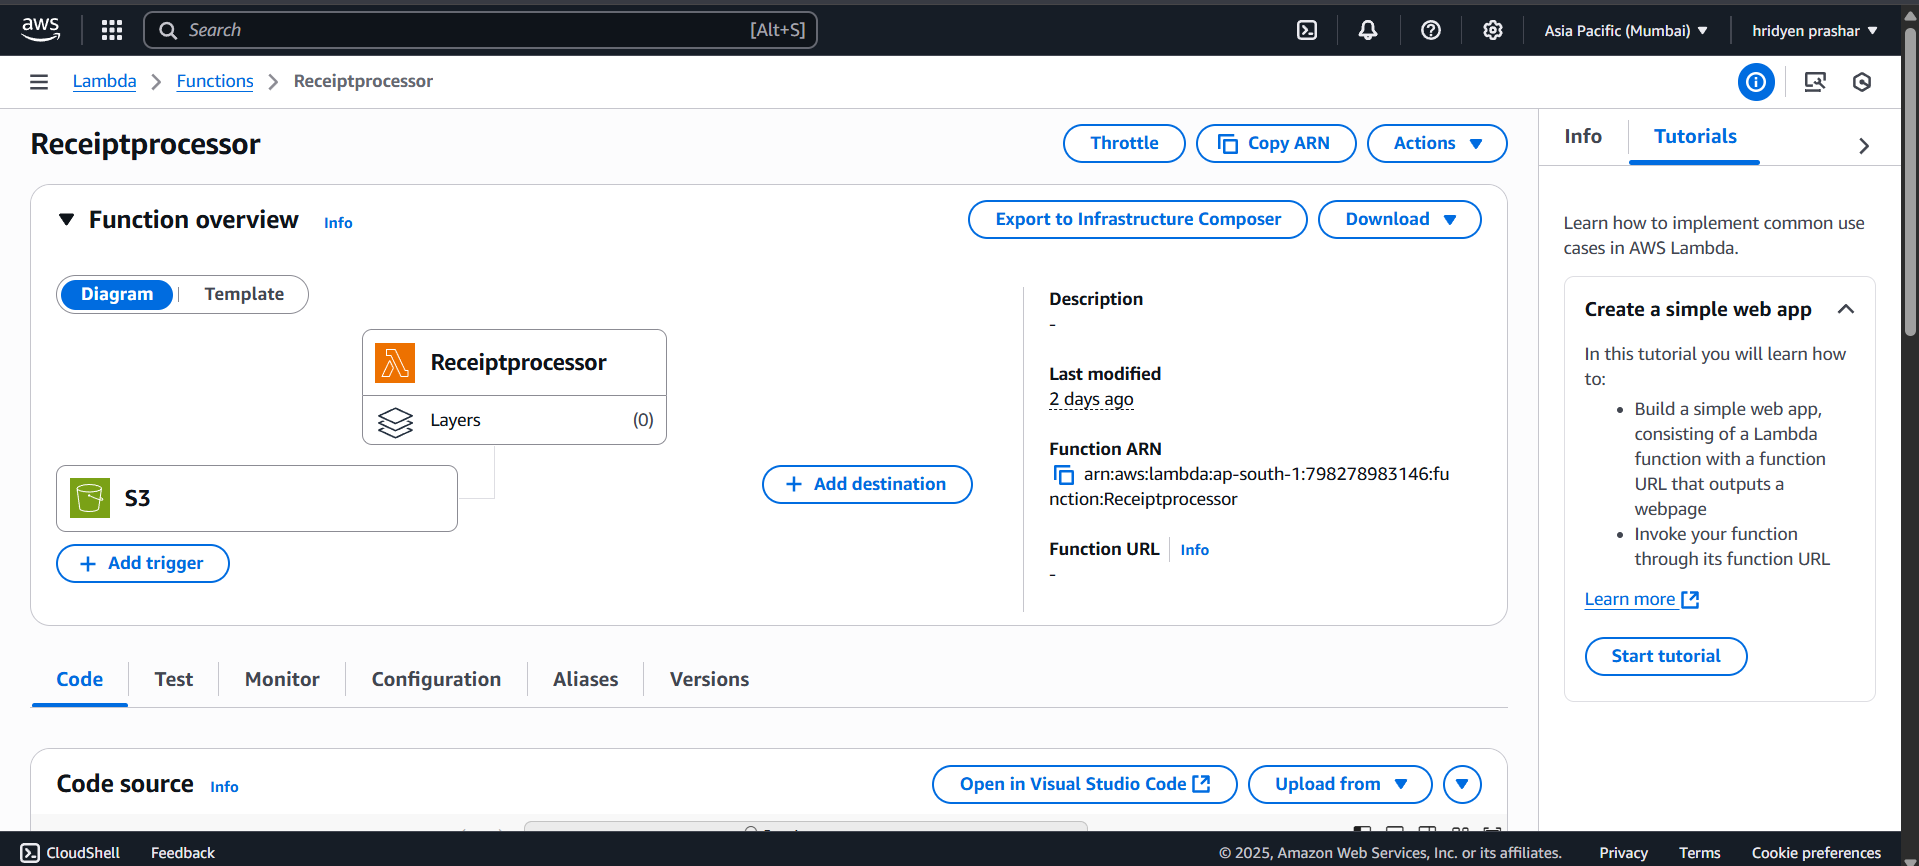 aws
Search
[Alt+S]
Asia Pacific (Mumbai)
hridyen prashar
Lambda
Functions
Receiptprocessor
Receiptprocessor
Throttle
Copy ARN
Actions
Function overview
Info
Export to Infrastructure Composer
Download
Diagram
Template
Receiptprocessor
Layers
(0)
S3
Add trigger
Add destination
Description
-
Last modified
2 days ago
Function ARN
arn:aws:lambda:ap-south-1:798278983146:fu
nction:Receiptprocessor
Function URL
Info
-
Code
Test
Monitor
Configuration
Aliases
Versions
Code source
Info
Open in Visual Studio Code
Upload from
Info
Tutorials
Learn how to implement common use
cases in AWS Lambda.
Create a simple web app
In this tutorial you will learn how
to:
• Build a simple web app,
consisting of a Lambda
function with a function
URL that outputs a
webpage
• Invoke your function
through its function URL
Learn more
Start tutorial
CloudShell
Feedback
© 2025, Amazon Web Services, Inc. or its affiliates.
Privacy
Terms
Cookie preferences